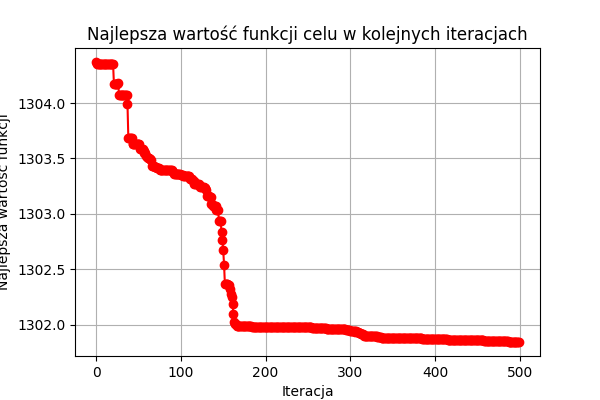 Najlepsza wartość funkcji celu w kolejnych iteracjach
Najlepsza wartość funkcji
1304.0
1303.5
1303.0
1302.5
1302.0
0 100 200 300 400 500
Iteracja